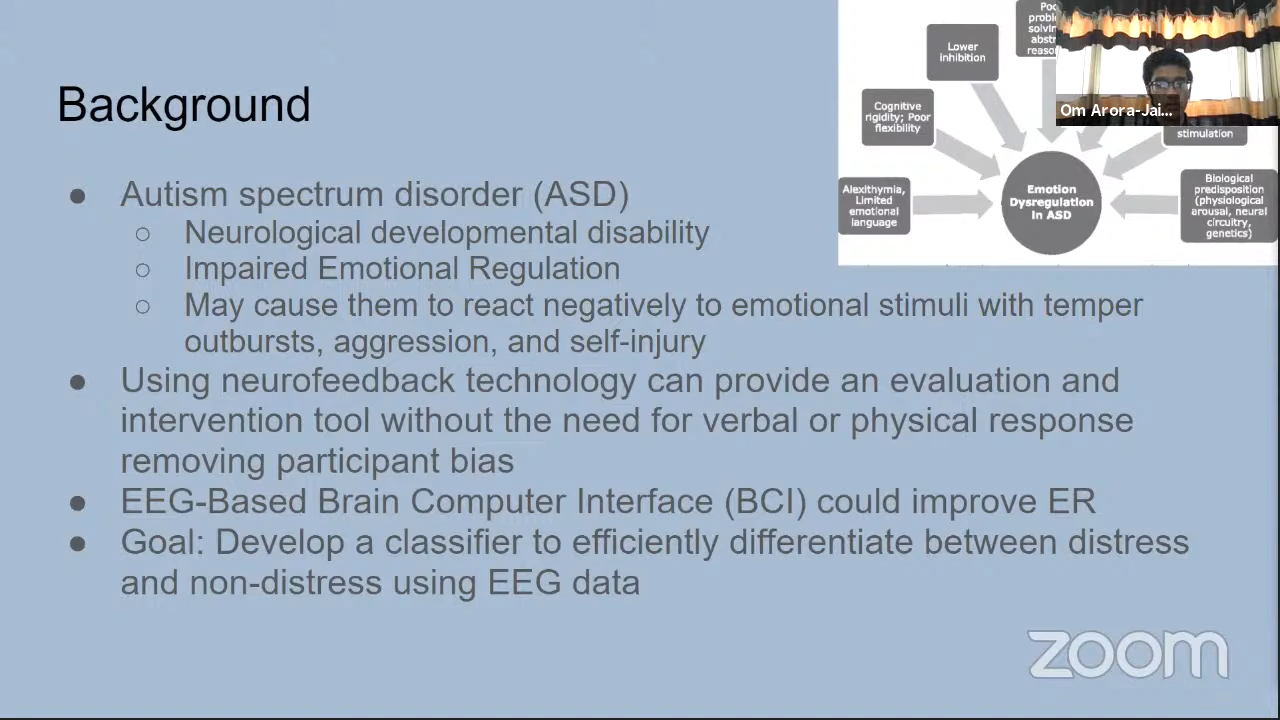 Background
● Autism spectrum disorder (ASD)
○ Neurological developmental disability
○ Impaired Emotional Regulation
○ May cause them to react negatively to emotional stimuli with temper
outbursts, aggression, and self-injury
● Using neurofeedback technology can provide an evaluation and
intervention tool without the need for verbal or physical response
removing participant bias
● EEG-Based Brain Computer Interface (BCI) could improve ER
● Goal: Develop a classifier to efficiently differentiate between distress
and non-distress using EEG data
Lower
inhibition
Cognitive
rigidity; Poor
flexibility
Alexithymia,
Limited
emotional
language
Emotion
Dysregulation
in ASD
stimulation
Biological
predisposition
(physiological
arousal, neural
circuitry,
genetics)
Om Arora-Jai...
zoom